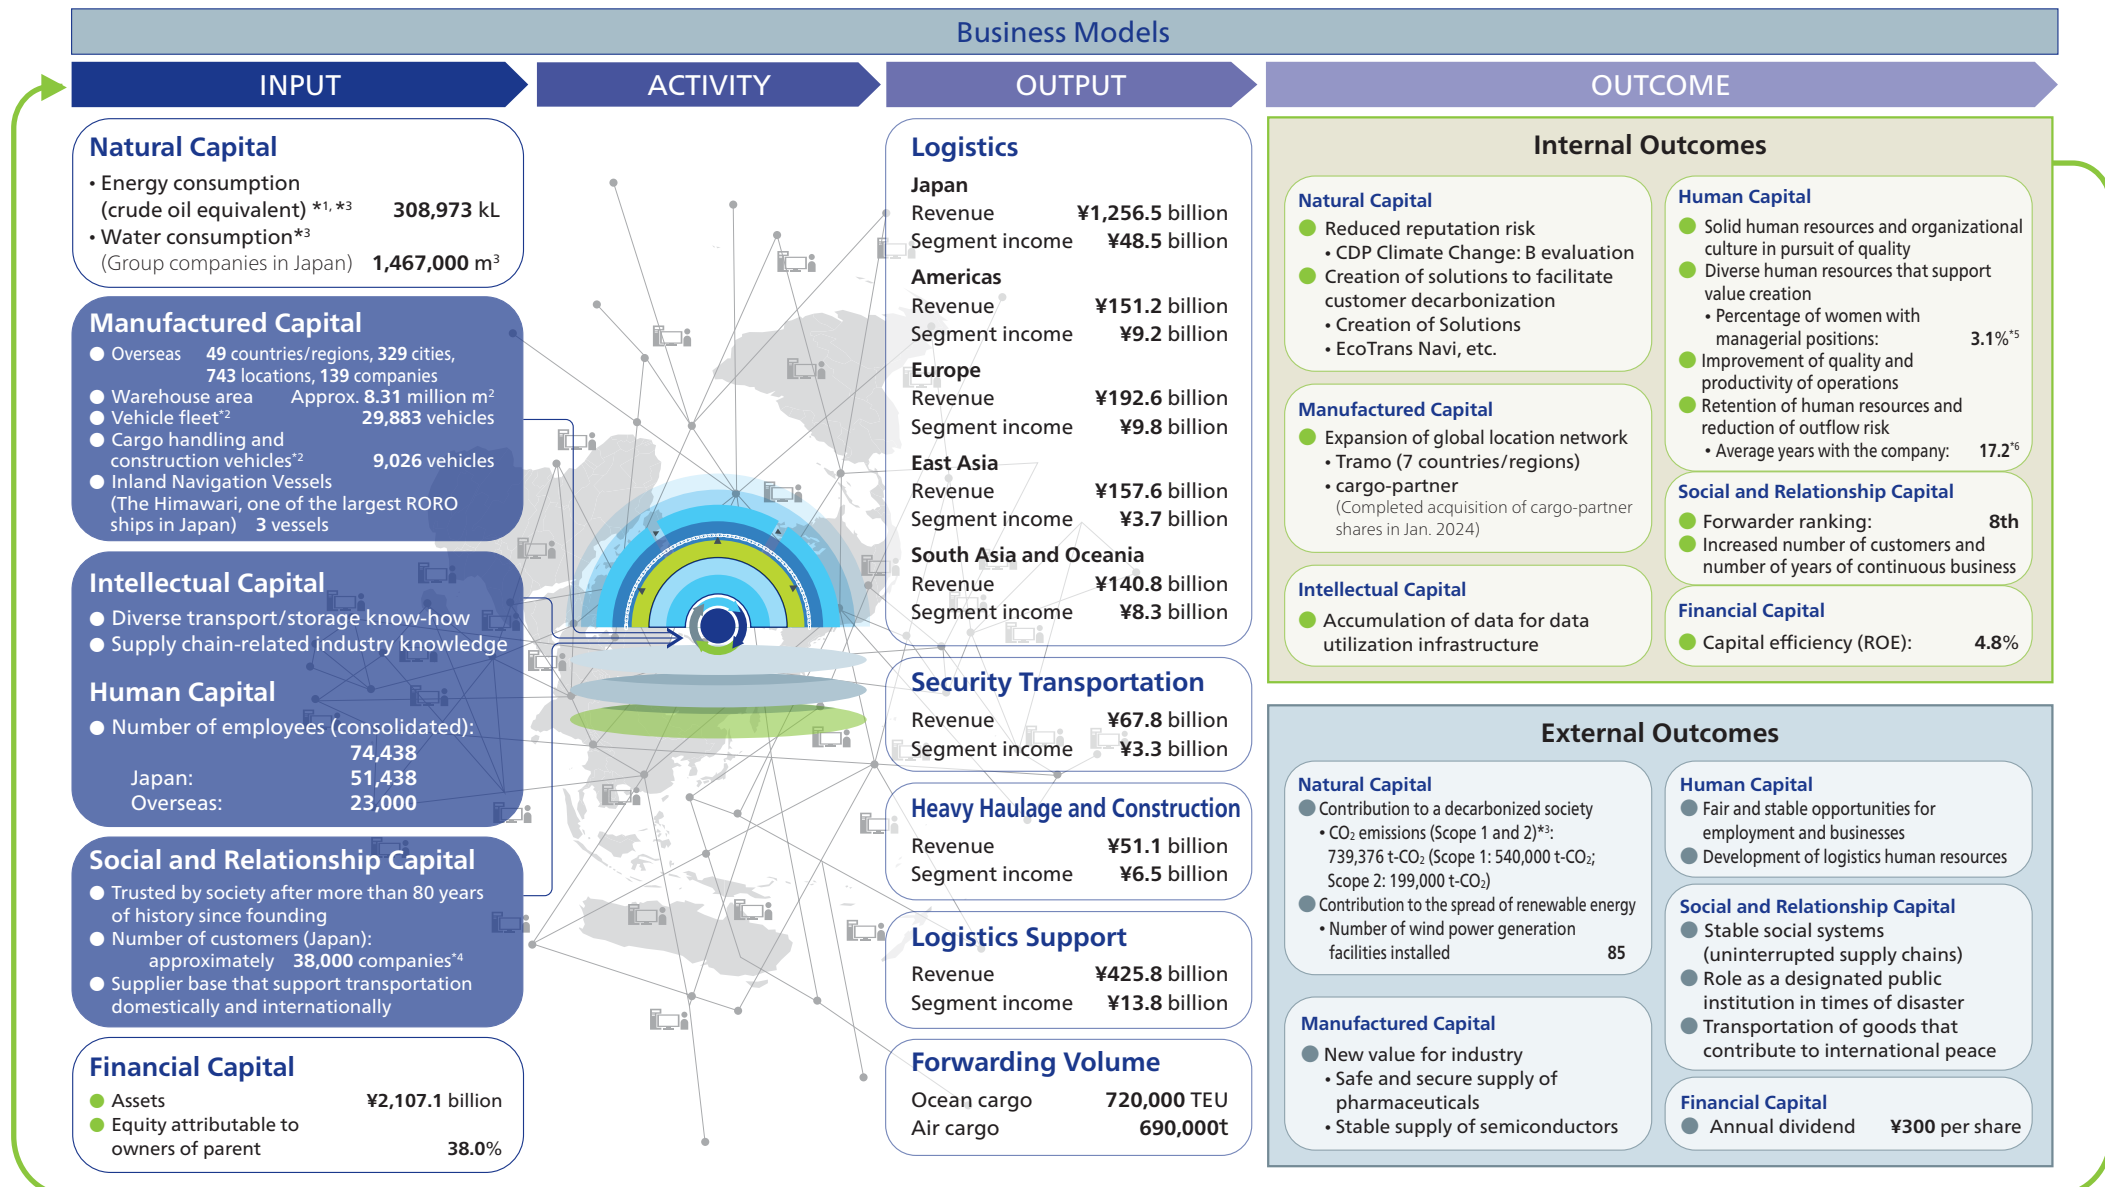 Business Models
INPUT
ACTIVITY
OUTPUT
OUTCOME
Natural Capital
• Energy consumption
(crude oil equivalent) *1, *3 308,973 kL
• Water consumption*3
(Group companies in Japan) 1,467,000 m3
Manufactured Capital
● Overseas 49 countries/regions, 329 cities,
743 locations, 139 companies
● Warehouse area Approx. 8.31 million m2
● Vehicle fleet*2 29,883 vehicles
● Cargo handling and
construction vehicles*2 9,026 vehicles
● Inland Navigation Vessels
(The Himawari, one of the largest RORO
ships in Japan) 3 vessels
Intellectual Capital
● Diverse transport/storage know-how
● Supply chain-related industry knowledge
Human Capital
● Number of employees (consolidated):
74,438
Japan: 51,438
Overseas: 23,000
Social and Relationship Capital
● Trusted by society after more than 80 years
of history since founding
● Number of customers (Japan):
approximately 38,000 companies*4
● Supplier base that support transportation
domestically and internationally
Financial Capital
● Assets ¥2,107.1 billion
● Equity attributable to
owners of parent 38.0%
Logistics
Japan
Revenue ¥1,256.5 billion
Segment income ¥48.5 billion
Americas
Revenue ¥151.2 billion
Segment income ¥9.2 billion
Europe
Revenue ¥192.6 billion
Segment income ¥9.8 billion
East Asia
Revenue ¥157.6 billion
Segment income ¥3.7 billion
South Asia and Oceania
Revenue ¥140.8 billion
Segment income ¥8.3 billion
Security Transportation
Revenue ¥67.8 billion
Segment income ¥3.3 billion
Heavy Haulage and Construction
Revenue ¥51.1 billion
Segment income ¥6.5 billion
Logistics Support
Revenue ¥425.8 billion
Segment income ¥13.8 billion
Forwarding Volume
Ocean cargo 720,000 TEU
Air cargo 690,000t
Internal Outcomes
Natural Capital
● Reduced reputation risk
• CDP Climate Change: B evaluation
● Creation of solutions to facilitate
customer decarbonization
• Creation of Solutions
• EcoTrans Navi, etc.
Manufactured Capital
● Expansion of global location network
• Tramo (7 countries/regions)
• cargo-partner
(Completed acquisition of cargo-partner
shares in Jan. 2024)
Intellectual Capital
● Accumulation of data for data
utilization infrastructure
Human Capital
● Solid human resources and organizational
culture in pursuit of quality
● Diverse human resources that support
value creation
• Percentage of women with
managerial positions: 3.1%*5
● Improvement of quality and
productivity of operations
● Retention of human resources and
reduction of outflow risk
• Average years with the company: 17.2*6
Social and Relationship Capital
● Forwarder ranking: 8th
● Increased number of customers and
number of years of continuous business
Financial Capital
● Capital efficiency (ROE): 4.8%
External Outcomes
Natural Capital
● Contribution to a decarbonized society
• CO2 emissions (Scope 1 and 2)*3:
739,376 t-CO2 (Scope 1: 540,000 t-CO2;
Scope 2: 199,000 t-CO2)
● Contribution to the spread of renewable energy
• Number of wind power generation
facilities installed 85
Manufactured Capital
● New value for industry
• Safe and secure supply of
pharmaceuticals
• Stable supply of semiconductors
Human Capital
● Fair and stable opportunities for
employment and businesses
● Development of logistics human resources
Social and Relationship Capital
● Stable social systems
(uninterrupted supply chains)
● Role as a designated public
institution in times of disaster
● Transportation of goods that
contribute to international peace
Financial Capital
● Annual dividend ¥300 per share